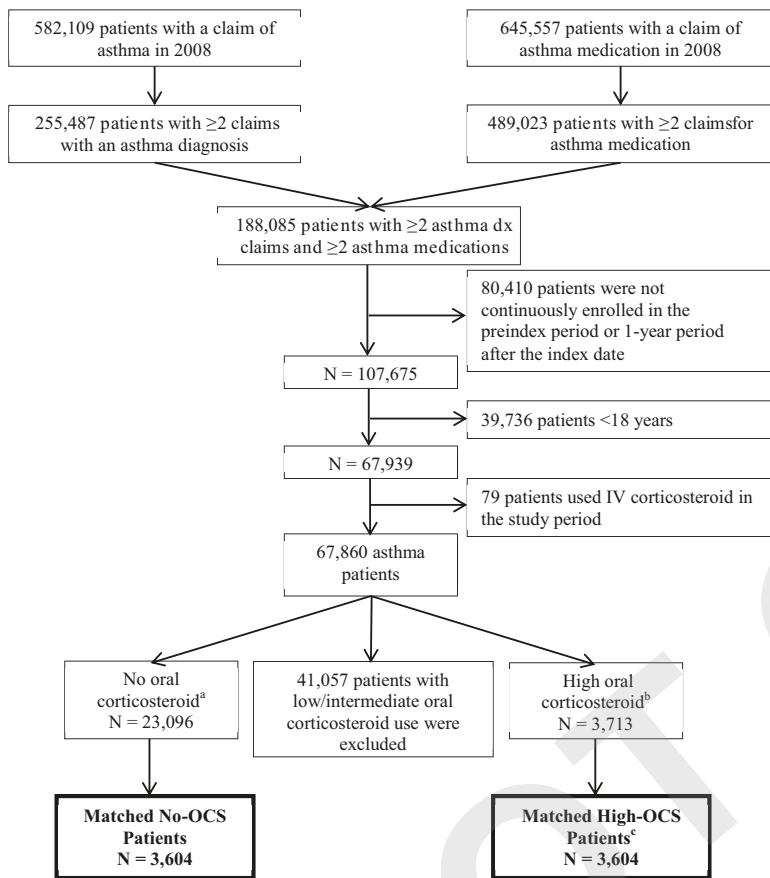 582,109 patients with a claim of
asthma in 2008
645,557 patients with a claim of
asthma medication in 2008
255,487 patients with ≥2 claims
with an asthma diagnosis
489,023 patients with ≥2 claimsfor
asthma medication
188,085 patients with ≥2 asthma dx
claims and ≥2 asthma medications
80,410 patients were not
continuously enrolled in the
preindex period or 1-year period
after the index date
N = 107,675
39,736 patients <18 years
N = 67,939
79 patients used IV corticosteroid in
the study period
67,860 asthma
patients
No oral
corticosteroidᵃ
N = 23,096
41,057 patients with
low/intermediate oral
corticosteroid use were
excluded
High oral
corticosteroidᵇ
N = 3,713
Matched No-OCS
Patients
N = 3,604
Matched High-OCS
Patientsᶜ
N = 3,604